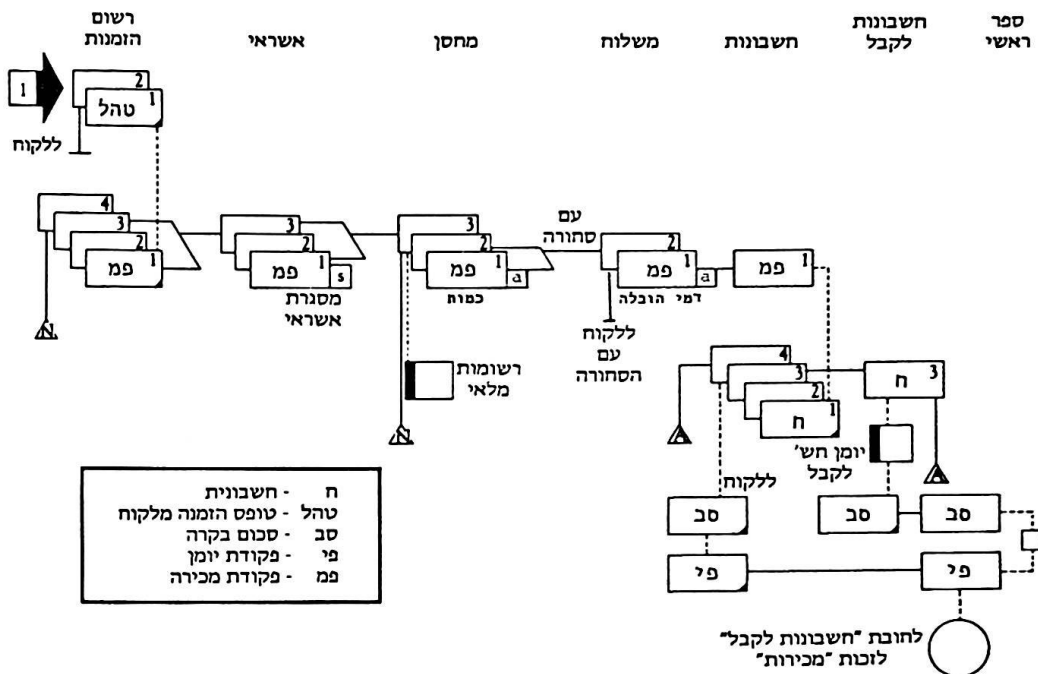 רשום
הזמנות
אשראי
מחסן
משלוח
חשבונות
חשבונות
לקבל
ספר
ראשי
1
2
טהל 1
ללקוח
4
3
2
פמ 1
3
2
פמ 1
s
מסגרת
אשראי
3
2
פמ 1
a
כמות
עם
סתורה
2
פמ 1
a
דמי הובלה
פמ 1
ללקוח
עם
הסחורה
N
רשומות
מלאי
N
4
3
2
ח 1
ח 3
A
יומן חש'
לקבל
A
ללקוח
סב
סב
סב
פי
פי
לחובת "חשבונות לקבל"
לזכות "מכירות"
ח - חשבונית
טהל - טופס הזמנה מלקוח
סב - סכום בקרה
פי - פקודת יומן
פמ - פקודת מכירה